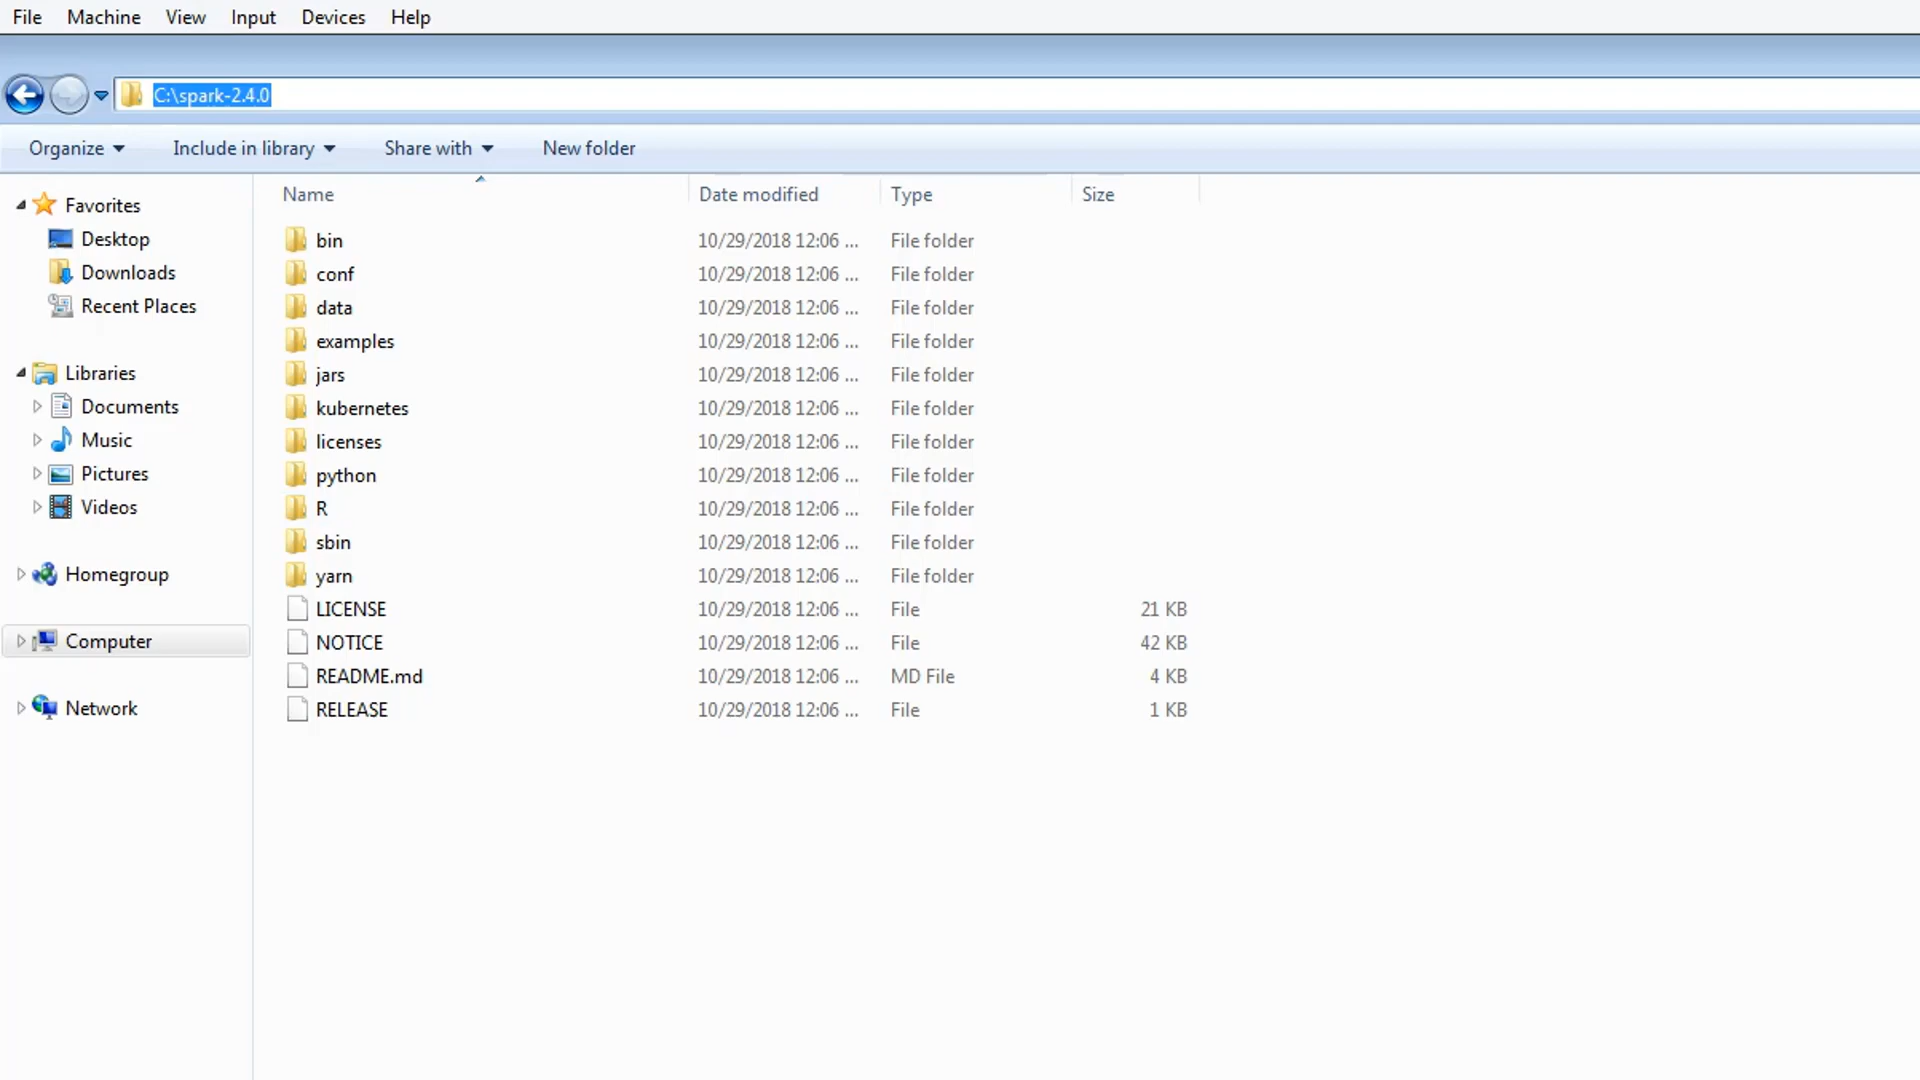 File Machine View Input Devices Help
C:\spark-2.4.0
Organize Include in library Share with New folder
Name Date modified Type Size
Favorites
Desktop
Downloads
Recent Places
Libraries
Documents
Music
Pictures
Videos
Homegroup
Computer
Network
bin 10/29/2018 12:06 ... File folder
conf 10/29/2018 12:06 ... File folder
data 10/29/2018 12:06 ... File folder
examples 10/29/2018 12:06 ... File folder
jars 10/29/2018 12:06 ... File folder
kubernetes 10/29/2018 12:06 ... File folder
licenses 10/29/2018 12:06 ... File folder
python 10/29/2018 12:06 ... File folder
R 10/29/2018 12:06 ... File folder
sbin 10/29/2018 12:06 ... File folder
yarn 10/29/2018 12:06 ... File folder
LICENSE 10/29/2018 12:06 ... File 21 KB
NOTICE 10/29/2018 12:06 ... File 42 KB
README.md 10/29/2018 12:06 ... MD File 4 KB
RELEASE 10/29/2018 12:06 ... File 1 KB